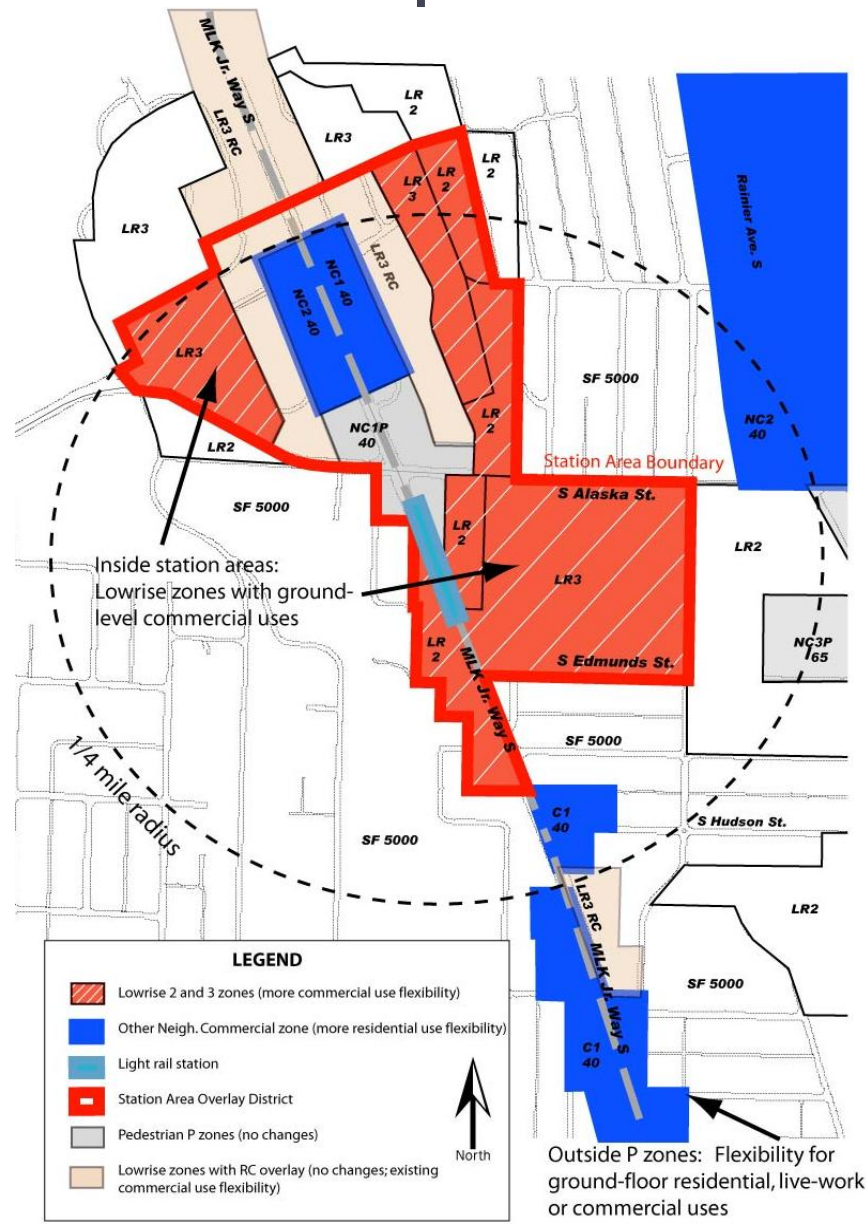 MLK Jr. Way S
LR3 RC
LR
2
LR3
LR
3
LR
2
LR
2
LR3
Rainier Ave. S
LR3 RC
NC1 40
NC2 40
LR3
SF 5000
NC1P
40
LR
2
NC2
40
LR2
Station Area Boundary
S Alaska St.
SF 5000
LR
2
LR2
Inside station areas:
Lowrise zones with ground-
level commercial uses
LR3
NC3P
65
LR
2
MLK Jr. Way S
S Edmunds St.
SF 5000
1/4 mile radius
C1
40
S Hudson St.
SF 5000
LR3 RC
LR2
MLK Jr. Way S
SF 5000
C1
40
LEGEND
Lowrise 2 and 3 zones (more commercial use flexibility)
Other Neigh. Commercial zone (more residential use flexibility)
Light rail station
Station Area Overlay District
Pedestrian P zones (no changes)
Lowrise zones with RC overlay (no changes; existing
commercial use flexibility)
North
Outside P zones: Flexibility for
ground-floor residential, live-work
or commercial uses